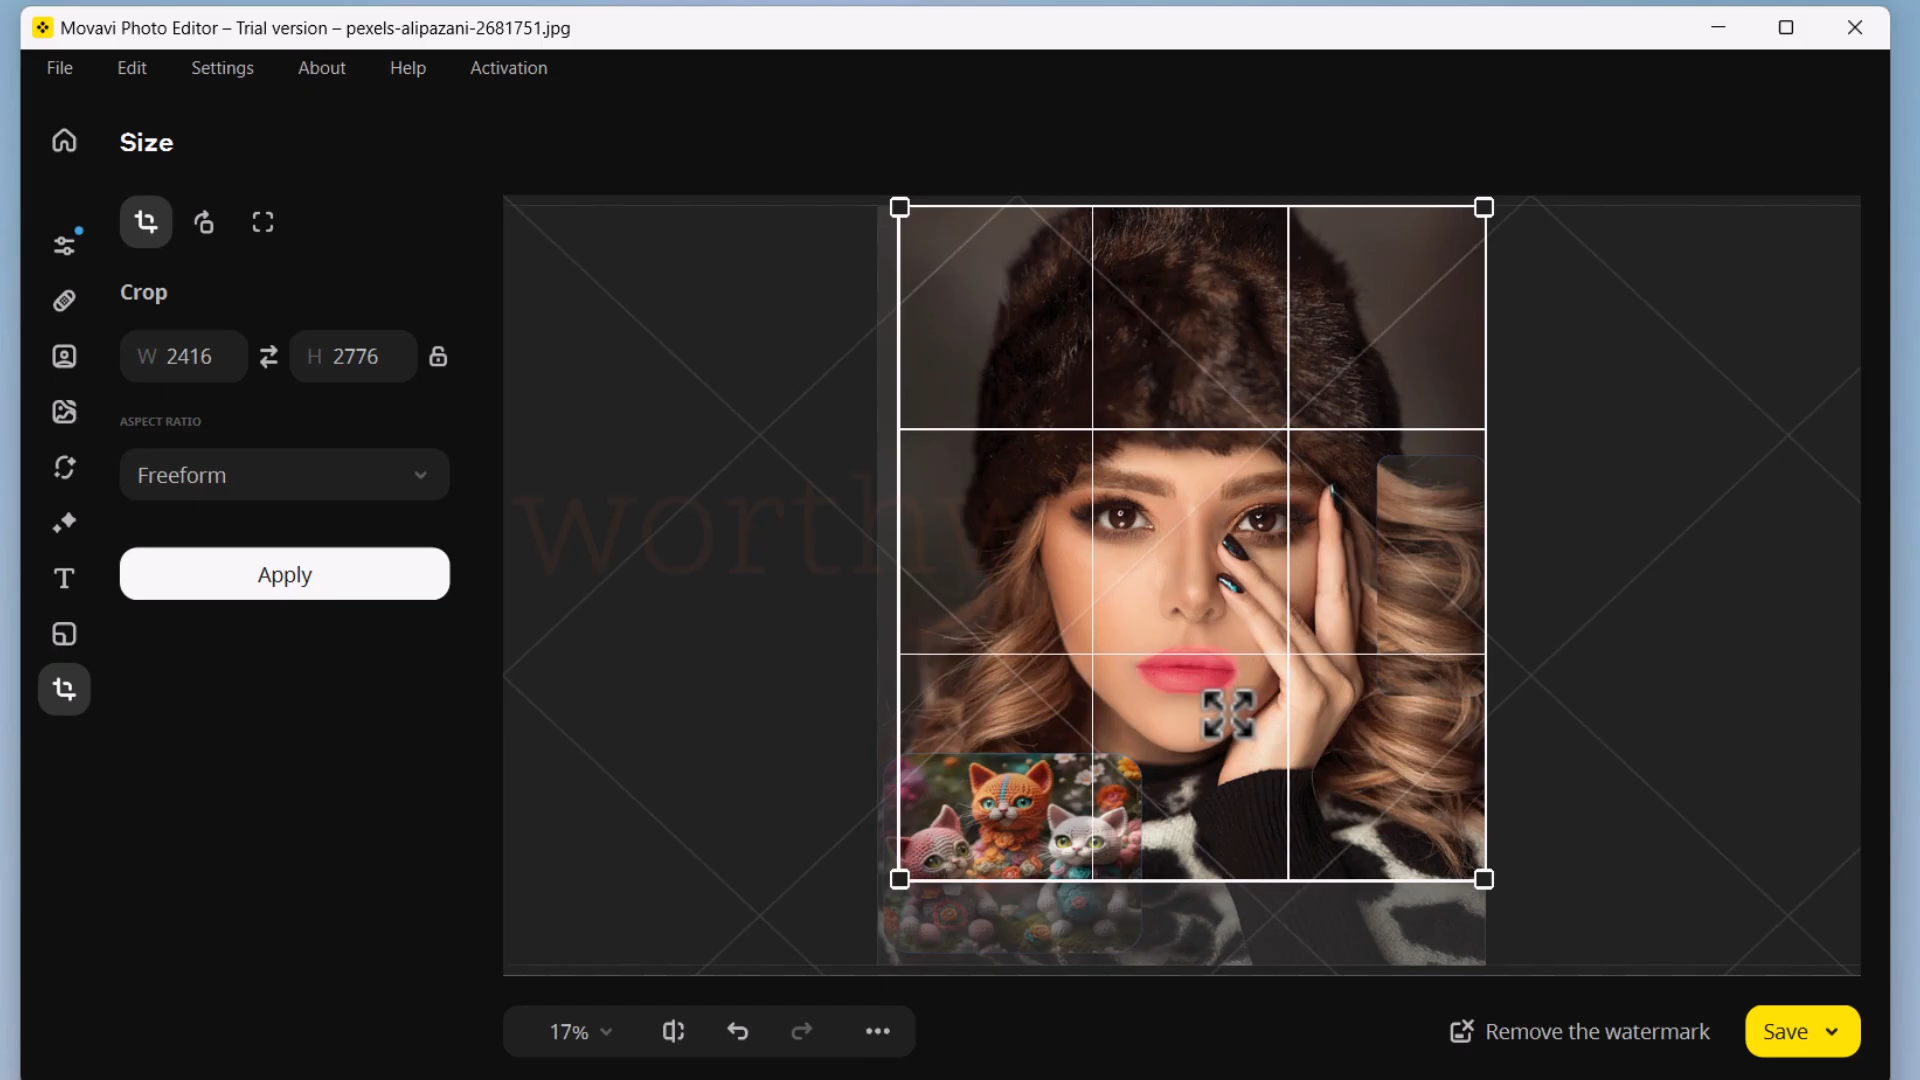 Movavi Photo Editor – Trial version – pexels-alipazani-2681751.jpg
File Edit Settings About Help Activation
Size
Crop
W 2416 H 2776
ASPECT RATIO
Freeform
Apply
17%
Remove the watermark
Save